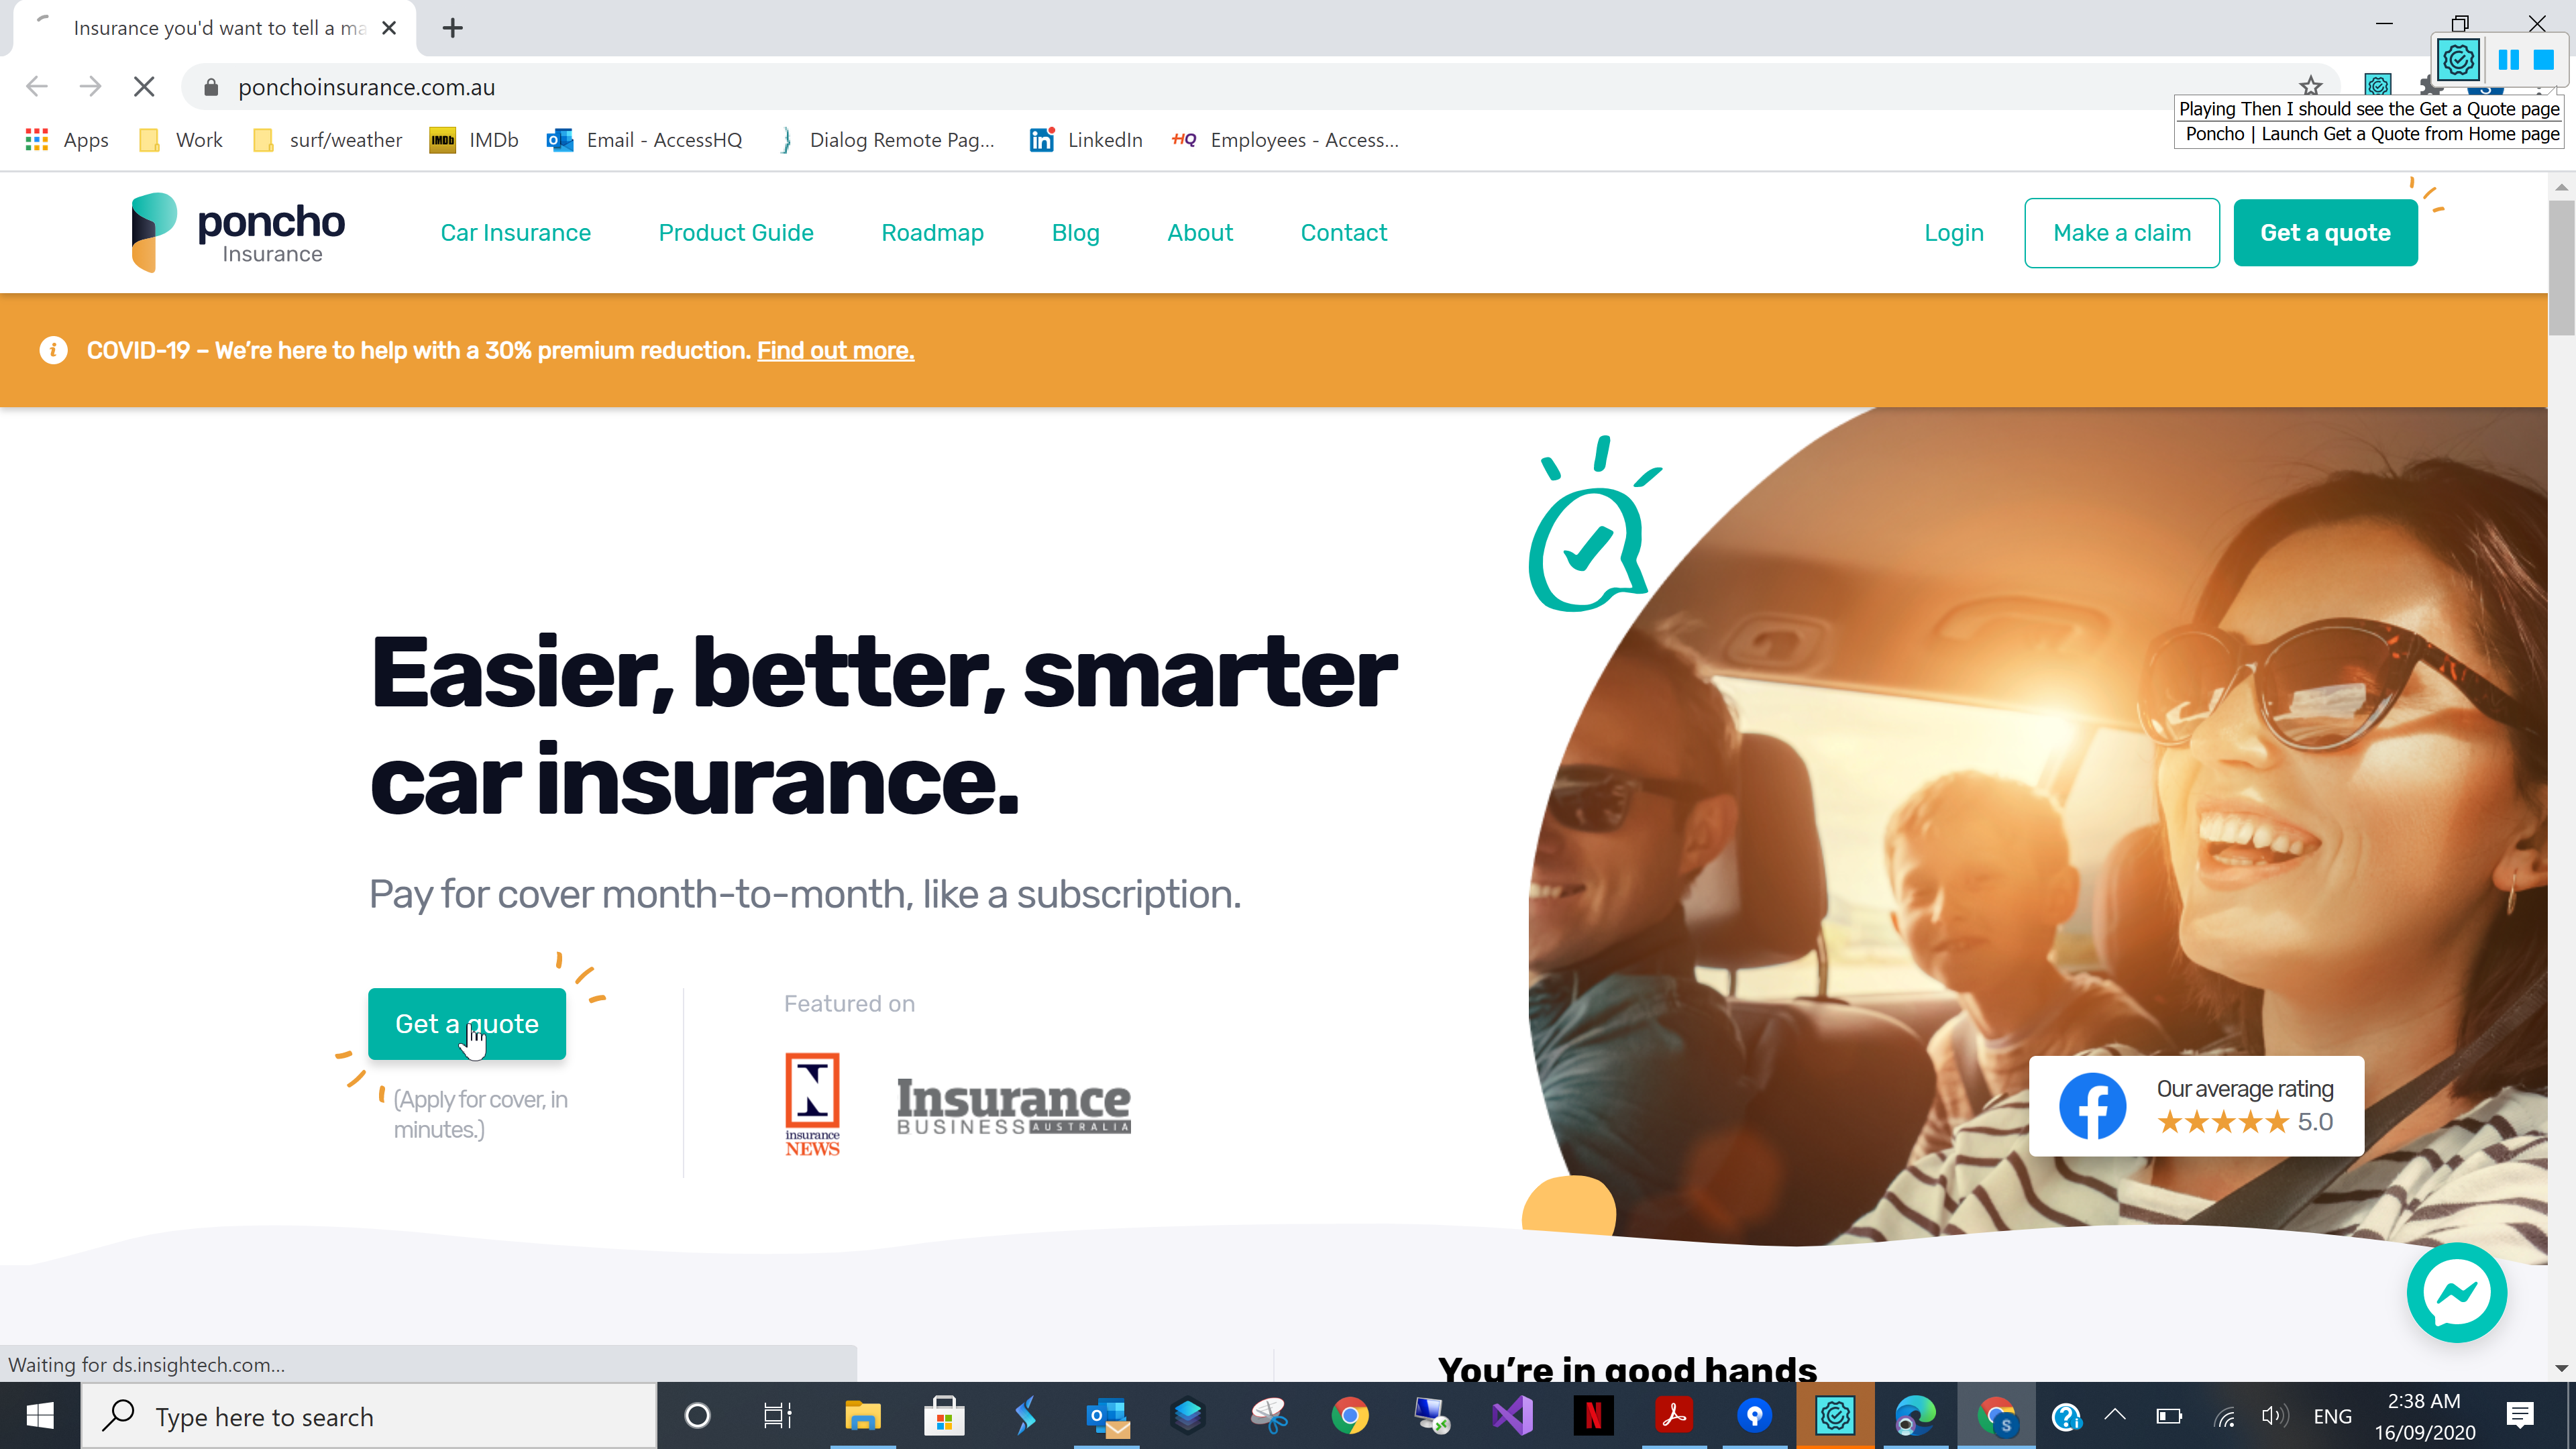 Insurance you'd want to tell a ma
ponchoinsurance.com.au
Playing Then I should see the Get a Quote page
Poncho | Launch Get a Quote from Home page
Apps
Work
surf/weather
IMDb
IMDb
Email - AccessHQ
Dialog Remote Pag...
in
LinkedIn
HQ
Employees - Access...
poncho
Insurance
Car Insurance
Product Guide
Roadmap
Blog
About
Contact
Login
Make a claim
Get a quote
COVID-19 – We're here to help with a 30% premium reduction. Find out more.
Easier, better, smarter
car insurance.
Pay for cover month-to-month, like a subscription.
Get a quote
(Apply for cover, in
minutes.)
Featured on
N
insurance
NEWS
Insurance
BUSINESS AUSTRALIA
Our average rating
5.0
You're in good hands
Waiting for ds.insightech.com...
Type here to search
N
S
ENG
2:38 AM
16/09/2020